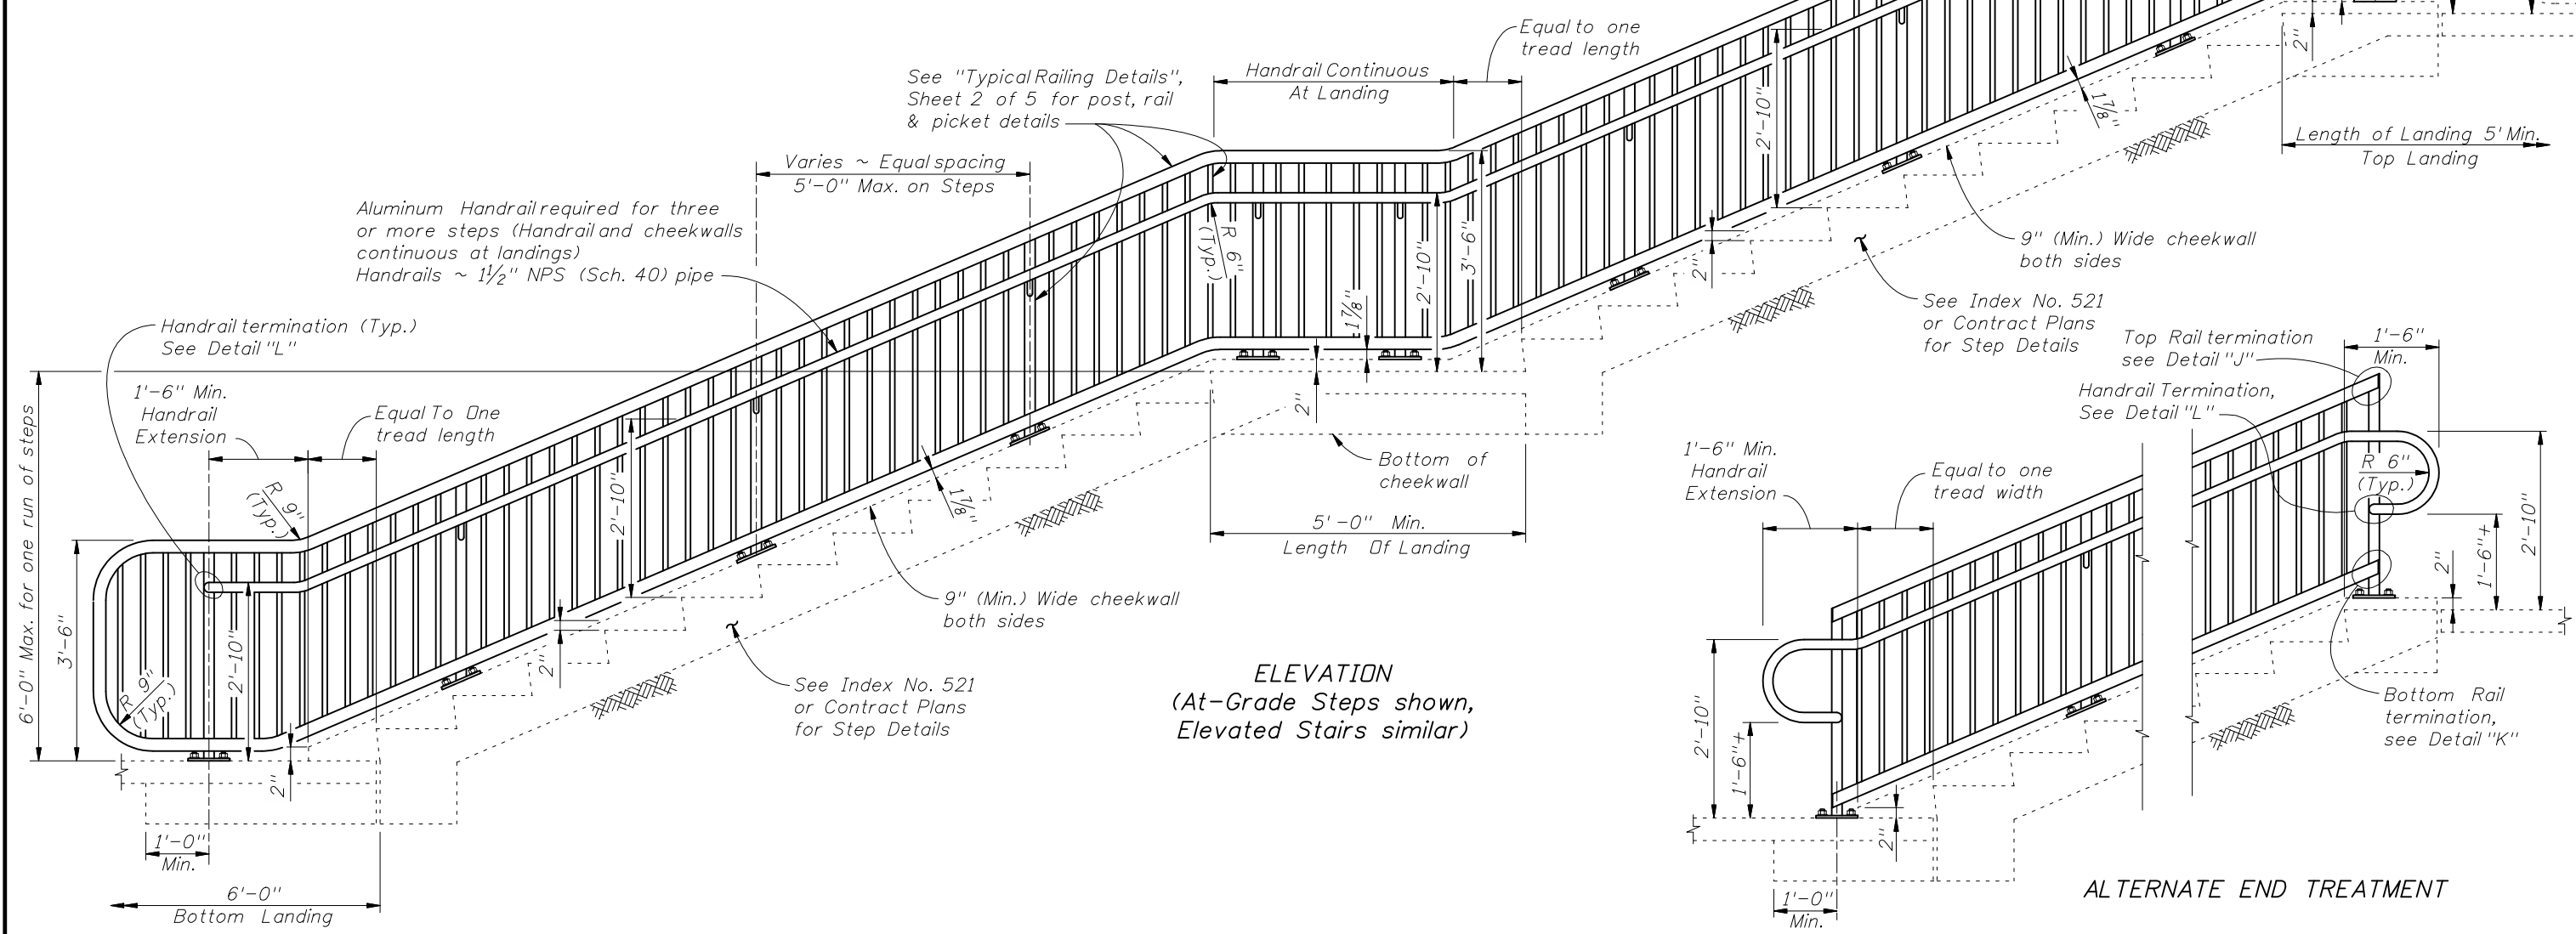 Equal to one
tread length
2"
See "Typical Railing Details",
Sheet 2 of 5 for post, rail
& picket details
Handrail Continuous
At Landing
2'-10"
1⅞"
Length of Landing 5' Min.
Top Landing
Varies ~ Equal spacing
5'-0" Max. on Steps
Aluminum Handrail required for three
or more steps (Handrail and cheekwalls
continuous at landings)
Handrails ~ 1½" NPS (Sch. 40) pipe
R 6"
(Typ.)
2'-10"
3'-6"
1⅞"
2"
2"
9" (Min.) Wide cheekwall
both sides
See Index No. 521
or Contract Plans
for Step Details
Handrail termination (Typ.)
See Detail "L"
1'-6" Min.
Handrail
Extension
Equal To One
tread length
6'-0" Max. for one run of steps
R 9"
(Typ.)
2'-10"
1⅞"
Bottom of
cheekwall
5'-0" Min.
Length Of Landing
3'-6"
R 9"
(Typ.)
2'-10"
2"
2"
9" (Min.) Wide cheekwall
both sides
See Index No. 521
or Contract Plans
for Step Details
1'-0"
Min.
6'-0"
Bottom Landing
ELEVATION
(At-Grade Steps shown,
Elevated Stairs similar)
Top Rail termination
see Detail "J"
1'-6"
Min.
Handrail Termination,
See Detail "L"
1'-6" Min.
Handrail
Extension
Equal to one
tread width
R 6"
(Typ.)
2'-10"
1'-6"+
2"
2'-10"
1'-6"+
2"
Bottom Rail
termination,
see Detail "K"
1'-0"
Min.
ALTERNATE END TREATMENT